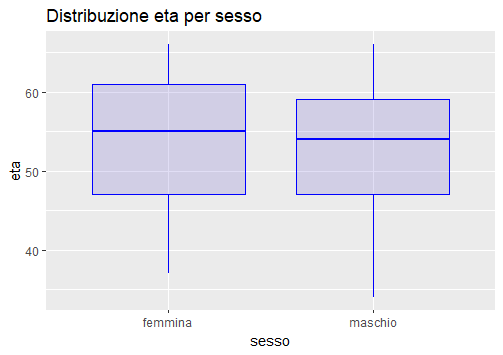 Distribuzione eta per sesso
eta
60
50
40
femmina maschio
sesso